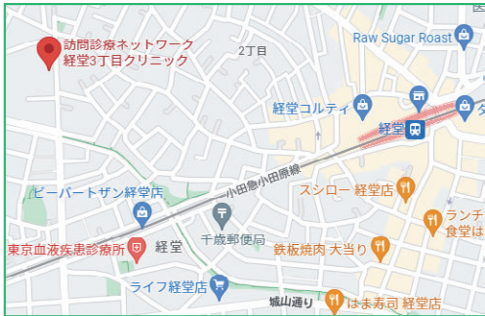 医
訪問診療ネットワーク
経堂3丁目クリニック
2丁目
Raw Sugar Roast
経堂コルティ
経堂
小田急小田原線
スシロー 経堂店
ビーバートザン経堂店
千歳郵便局
ランチ
食堂は
東京血液疾患診療所
経堂
鉄板焼肉 大当り
ライフ経堂店
城山通り
はま寿司 経堂店